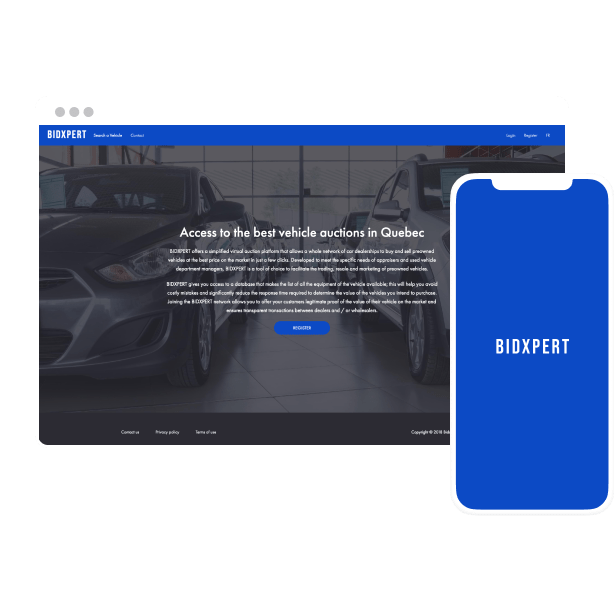 BIDXPERT Search a Vehicle Contact Login Register FR
Access to the best vehicle auctions in Quebec
BIDXPERT offers a simplified virtual auction platform that allows a whole network of car dealerships to buy and sell preowned
vehicles at the best price on the market in just a few clicks. Developed to meet the specific needs of appraisers and used vehicle
department managers, BIDXPERT is a tool of choice to facilitate the trading, resale and marketing of preowned vehicles.
BIDXPERT gives you access to a database that makes the list of all the equipment of the vehicle available; this will help you avoid
costly mistakes and significantly reduce the response time required to determine the value of the vehicles you intend to purchase.
Joining the BIDXPERT network allows you to offer your customers legitimate proof of the value of their vehicle on the market and
ensures transparent transactions between dealers and / or wholesalers.
REGISTER
BIDXPERT
Contact us Privacy policy Terms of use Copyright © 2018